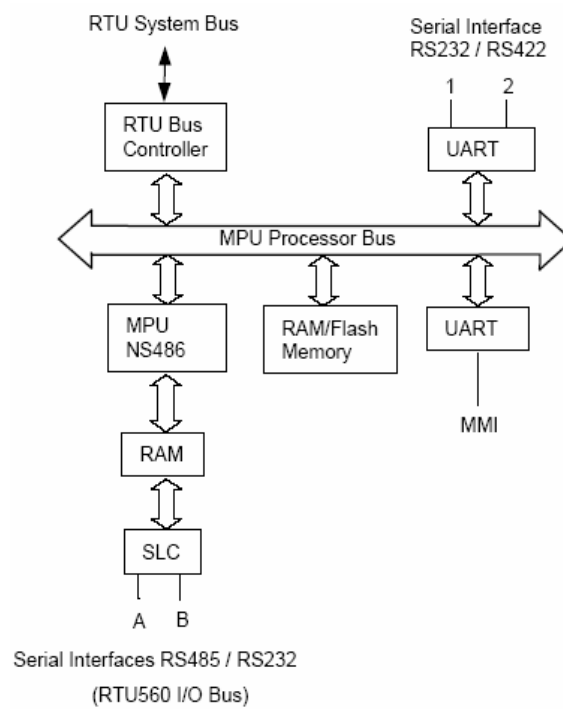 RTU System Bus
Serial Interface
RS232 / RS422
1 2
RTU Bus
Controller
UART
MPU Processor Bus
MPU
NS486
RAM/Flash
Memory
UART
MMI
RAM
SLC
A B
Serial Interfaces RS485 / RS232
(RTU560 I/O Bus)